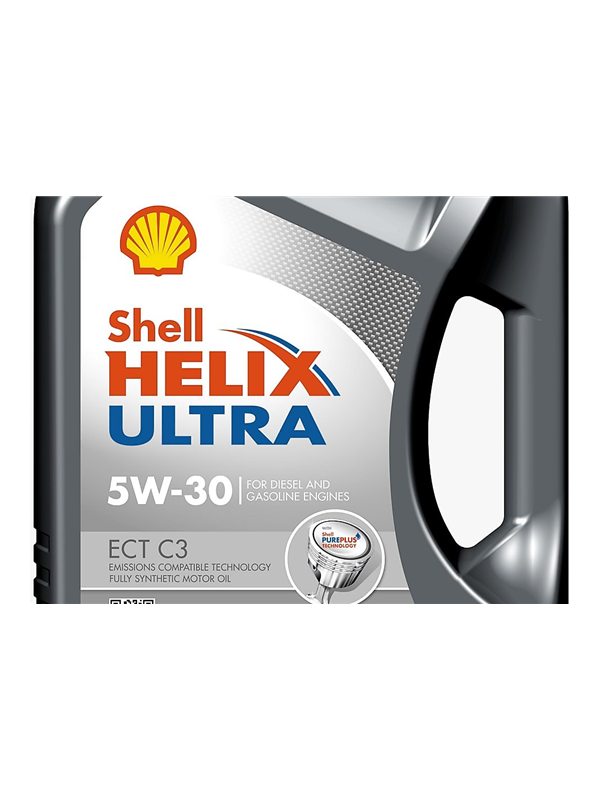 Shell
HELIX
ULTRA
5W-30
FOR DIESEL AND
GASOLINE ENGINES
ECT C3
EMISSIONS COMPATIBLE TECHNOLOGY
FULLY SYNTHETIC MOTOR OIL
Shell
PUREPLUS
TECHNOLOGY